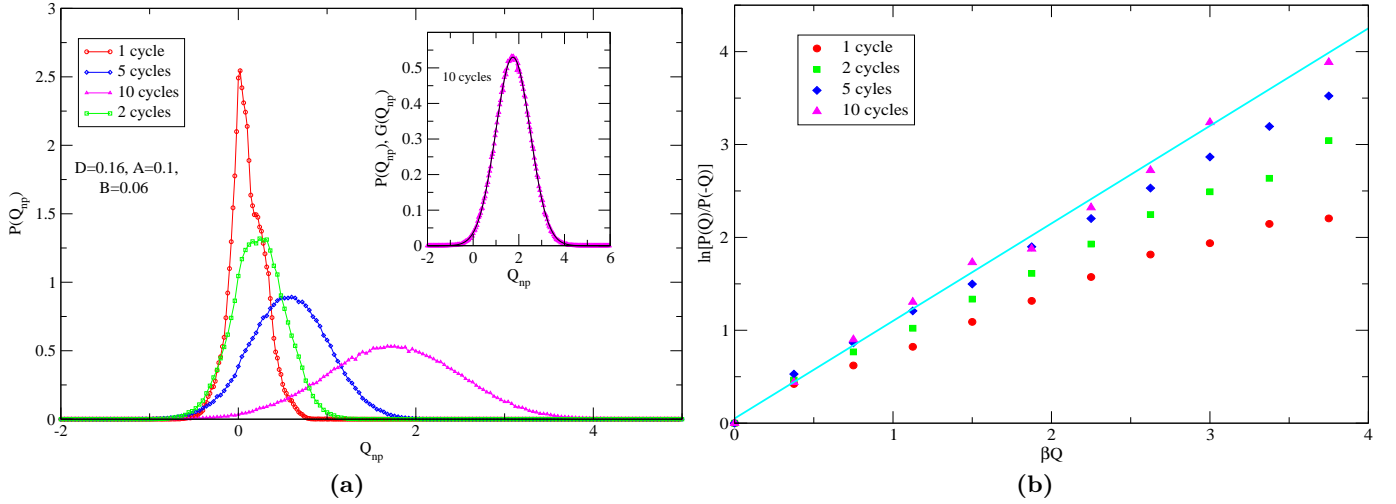 3
2.5
2
1.5
1
0.5
0
P(Q_np)
1 cycle
5 cycles
10 cycles
2 cycles
D=0.16, A=0.1,
B=0.06
-2
0
2
4
Q_np
0.5
0.4
0.3
0.2
0.1
0
P(Q_np), G(Q_np)
10 cycles
-2
0
2
4
6
Q_np
(a)
4
3
2
1
0
ln[P(Q)/P(-Q)]
1 cycle
2 cycles
5 cyles
10 cycles
0
1
2
3
4
βQ
(b)